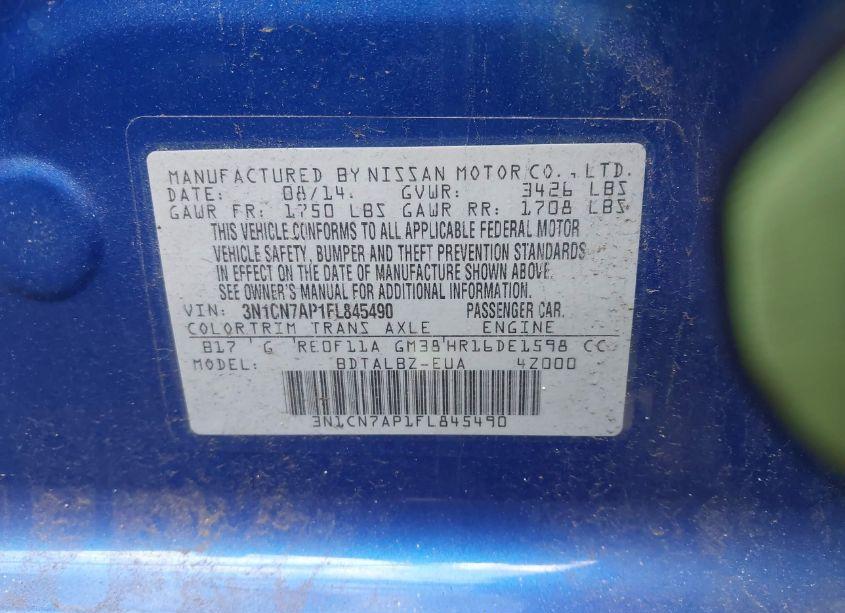 MANUFACTURED BY NISSAN MOTOR CO., LTD.
DATE: 08/14. GVWR: 3426 LBS
GAWR FR: 1750 LBS GAWR RR: 1708 LBS
THIS VEHICLE CONFORMS TO ALL APPLICABLE FEDERAL MOTOR
VEHICLE SAFETY, BUMPER AND THEFT PREVENTION STANDARDS
IN EFFECT ON THE DATE OF MANUFACTURE SHOWN ABOVE.
SEE OWNER'S MANUAL FOR ADDITIONAL INFORMATION.
VIN: 3N1CN7AP1FL845490 PASSENGER CAR.
COLOR TRIM TRANS AXLE ENGINE
B17 G RE0F11A GM38 HR16DE1598 CC
MODEL: BDTALBZ-EUA 4Z000
3N1CN7AP1FL845490